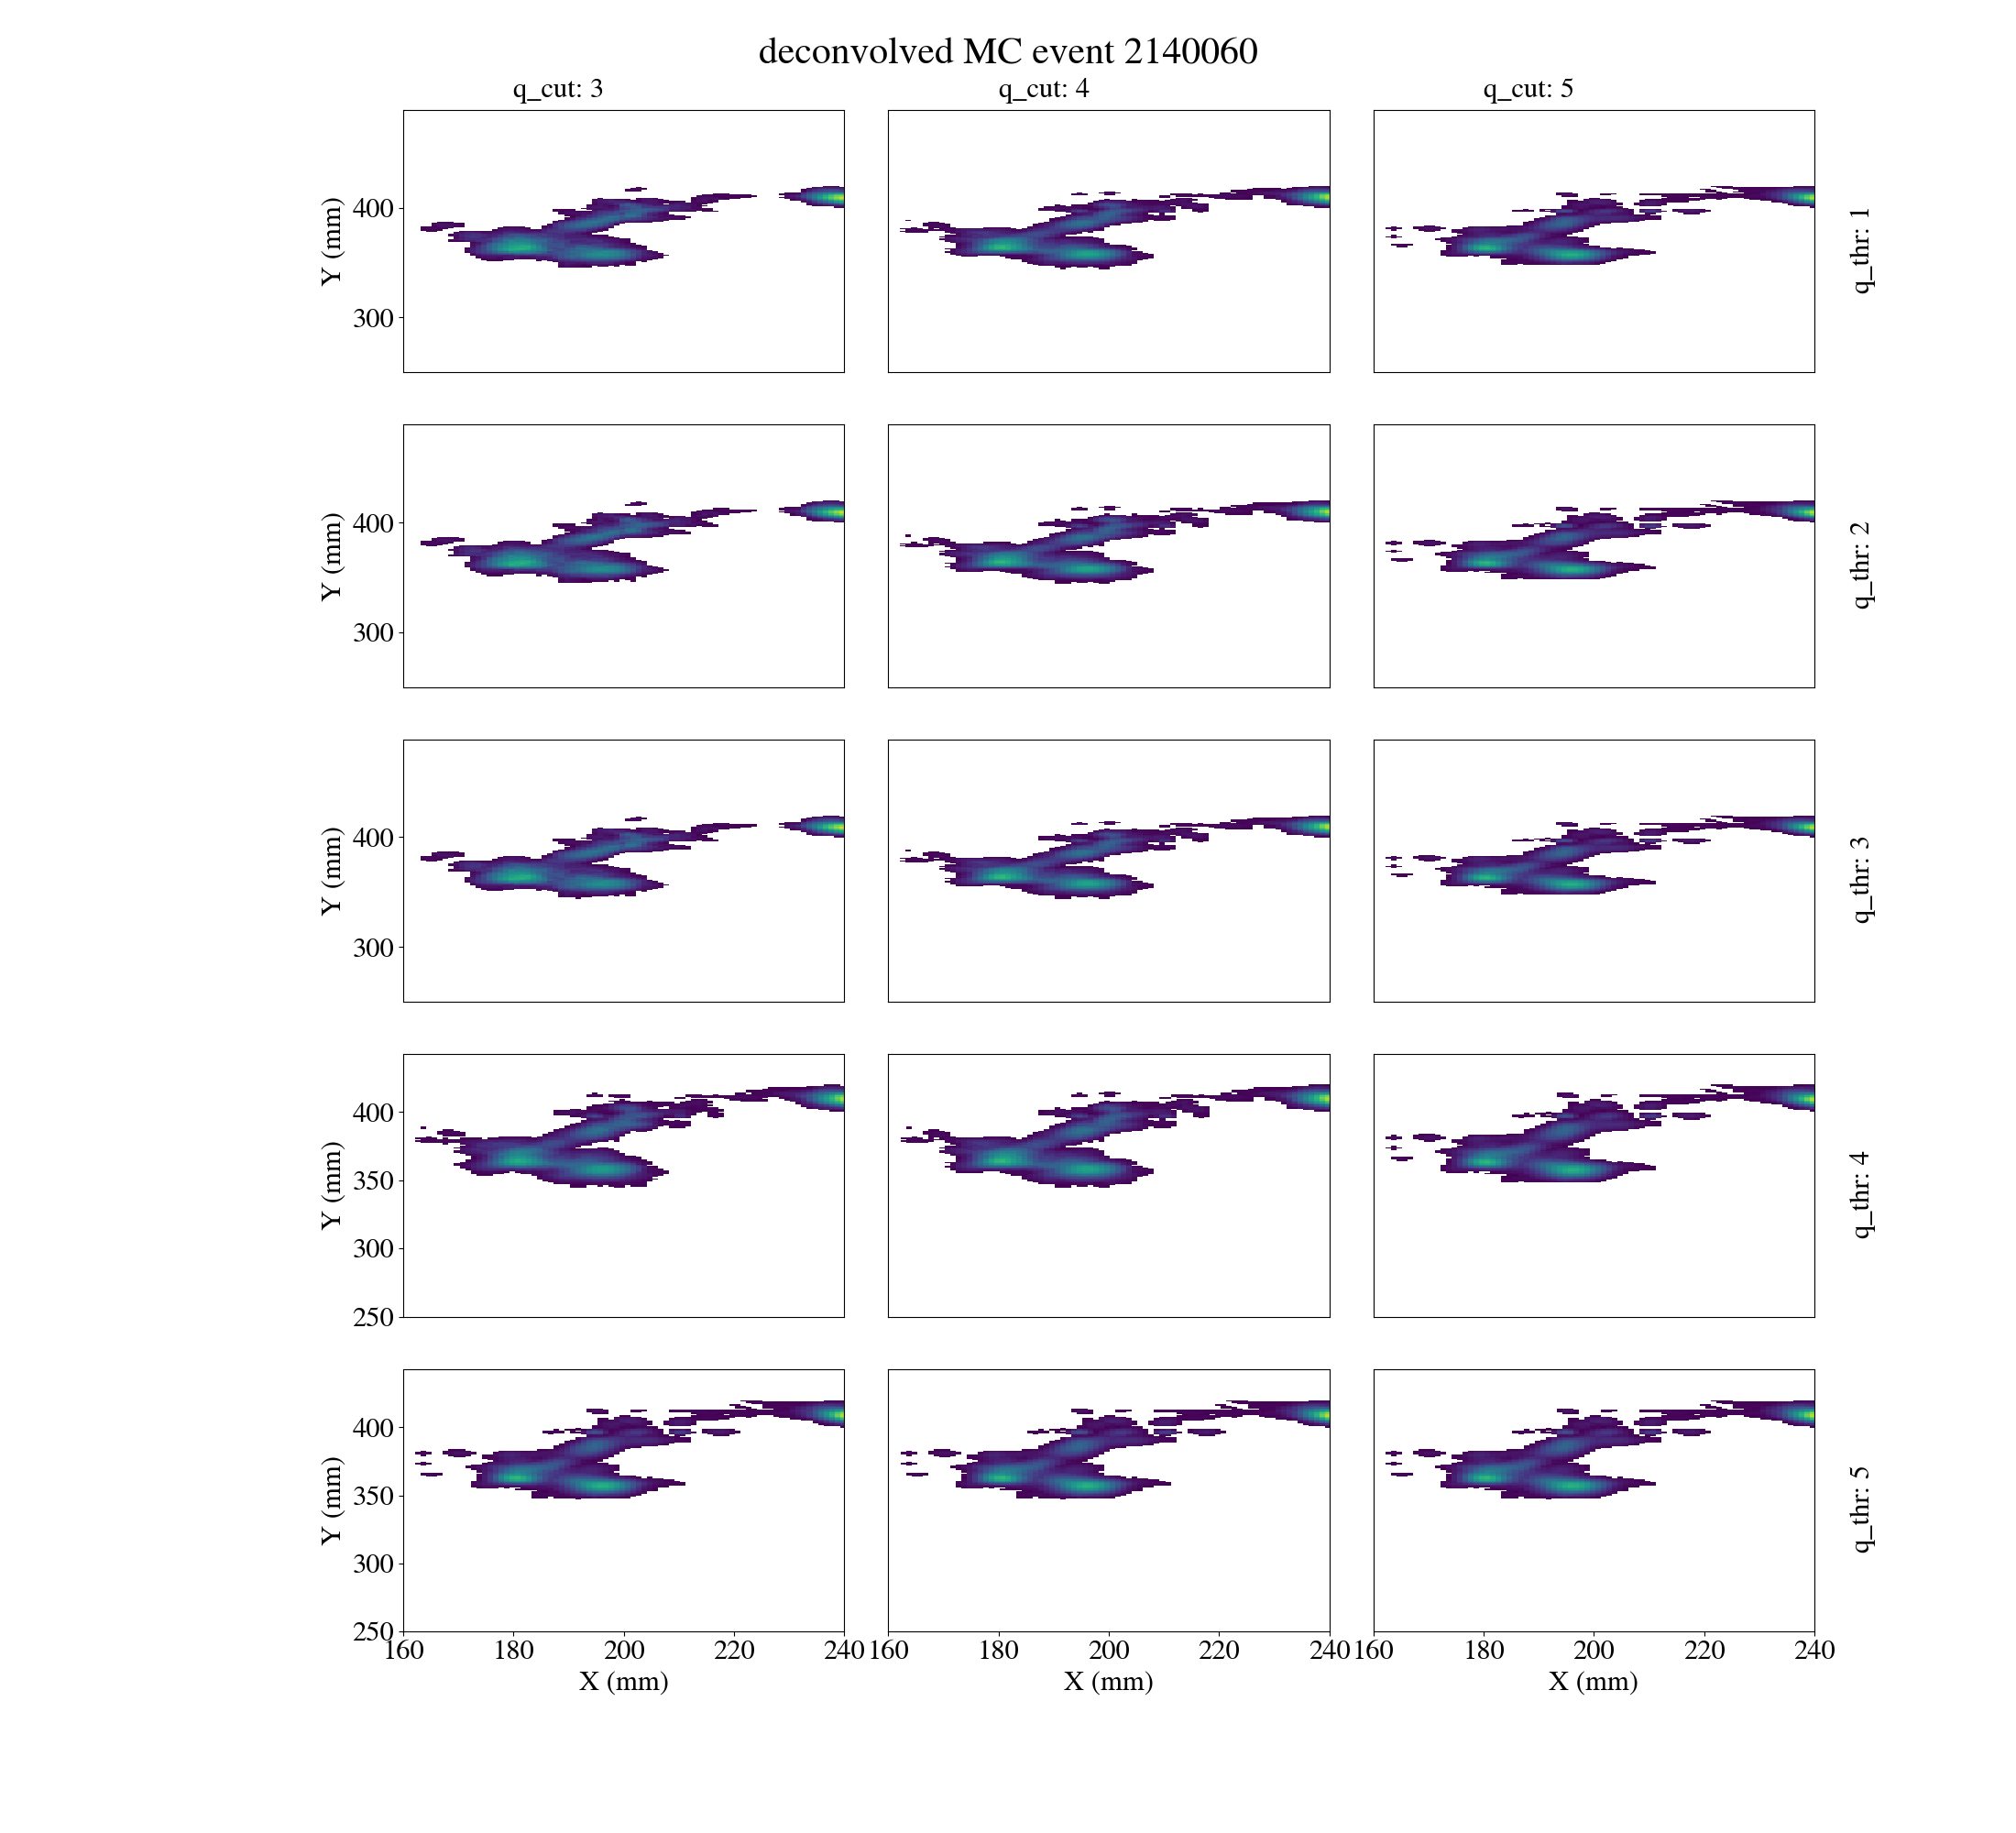 deconvolved MC event 2140060
q_cut: 3
q_cut: 4
q_cut: 5
Y (mm)
400
300
q_thr: 1
Y (mm)
400
300
q_thr: 2
Y (mm)
400
300
q_thr: 3
Y (mm)
400
350
300
250
q_thr: 4
Y (mm)
400
350
300
250
q_thr: 5
160 180 200 220 240 160 180 200 220 240 160 180 200 220 240
X (mm) X (mm) X (mm)